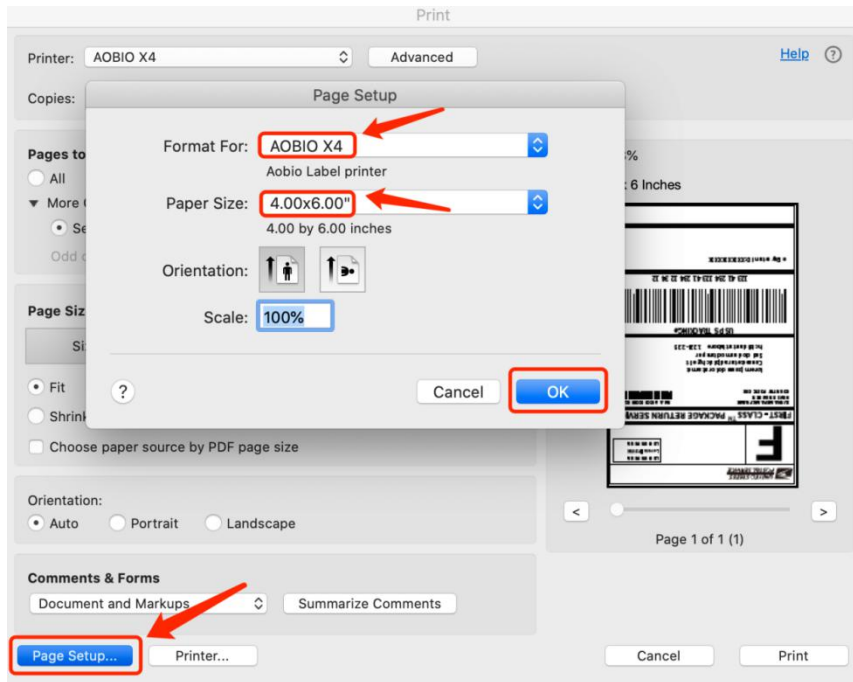 Print
Printer: AOBIO X4 Advanced Help ?
Copies:
Page Setup
Format For: AOBIO X4
Aobio Label printer
Paper Size: 4.00x6.00"
4.00 by 6.00 inches
Orientation:
Scale: 100%
? Cancel OK
Pages to
All
More
Odd
Page Siz
Fit
Shrink
Choose paper source by PDF page size
Orientation:
Auto Portrait Landscape
Comments & Forms
Document and Markups Summarize Comments
Page Setup... Printer...
%
6 Inches
USPS TRACKING
FIRST-CLASS PACKAGE RETURN SERV
F
< >
Page 1 of 1 (1)
Cancel Print